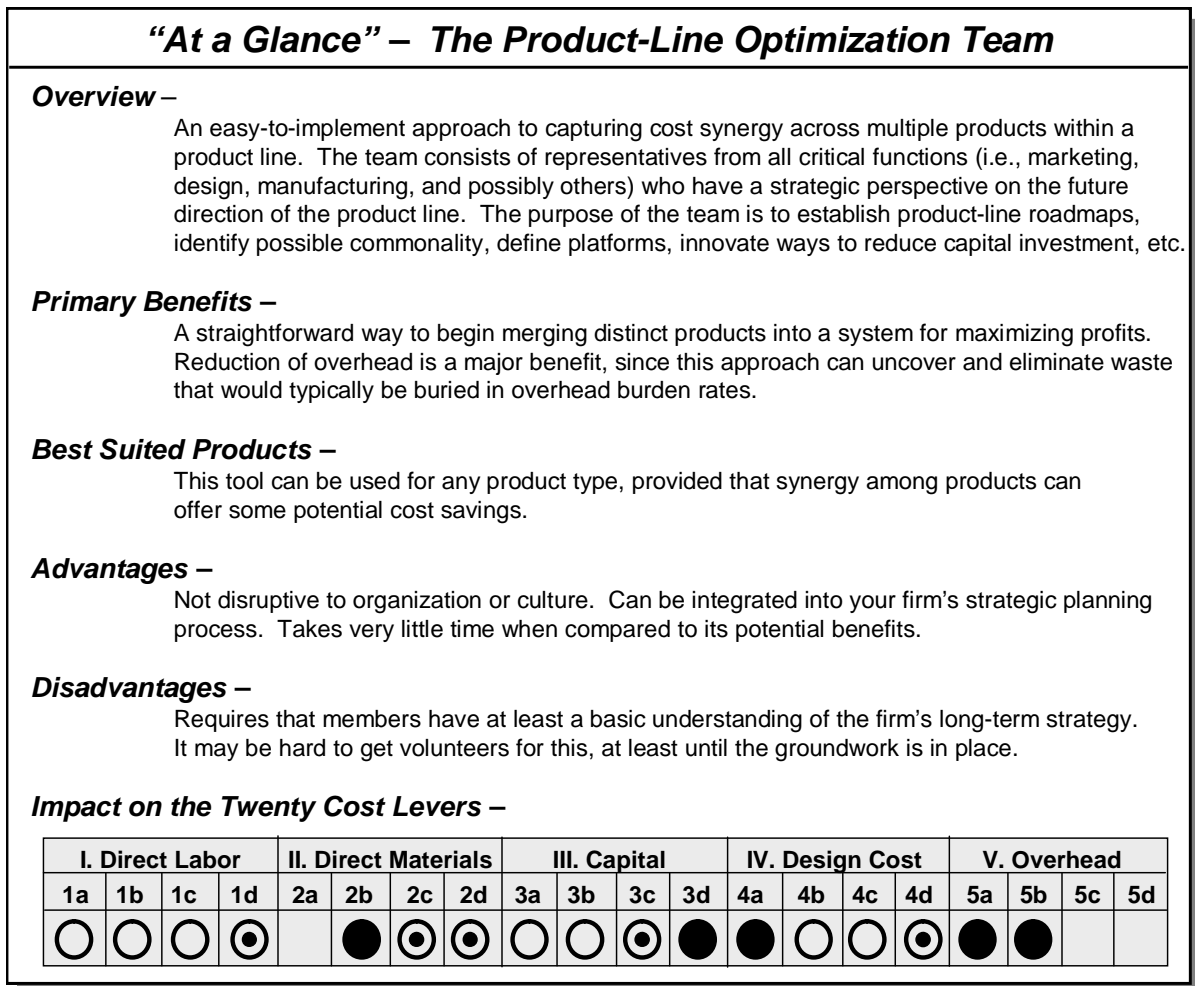 “At a Glance” – The Product-Line Optimization Team
Overview –
An easy-to-implement approach to capturing cost synergy across multiple products within a
product line. The team consists of representatives from all critical functions (i.e., marketing,
design, manufacturing, and possibly others) who have a strategic perspective on the future
direction of the product line. The purpose of the team is to establish product-line roadmaps,
identify possible commonality, define platforms, innovate ways to reduce capital investment, etc.
Primary Benefits –
A straightforward way to begin merging distinct products into a system for maximizing profits.
Reduction of overhead is a major benefit, since this approach can uncover and eliminate waste
that would typically be buried in overhead burden rates.
Best Suited Products –
This tool can be used for any product type, provided that synergy among products can
offer some potential cost savings.
Advantages –
Not disruptive to organization or culture. Can be integrated into your firm’s strategic planning
process. Takes very little time when compared to its potential benefits.
Disadvantages –
Requires that members have at least a basic understanding of the firm’s long-term strategy.
It may be hard to get volunteers for this, at least until the groundwork is in place.
Impact on the Twenty Cost Levers –
I. Direct Labor II. Direct Materials III. Capital IV. Design Cost V. Overhead
1a 1b 1c 1d 2a 2b 2c 2d 3a 3b 3c 3d 4a 4b 4c 4d 5a 5b 5c 5d